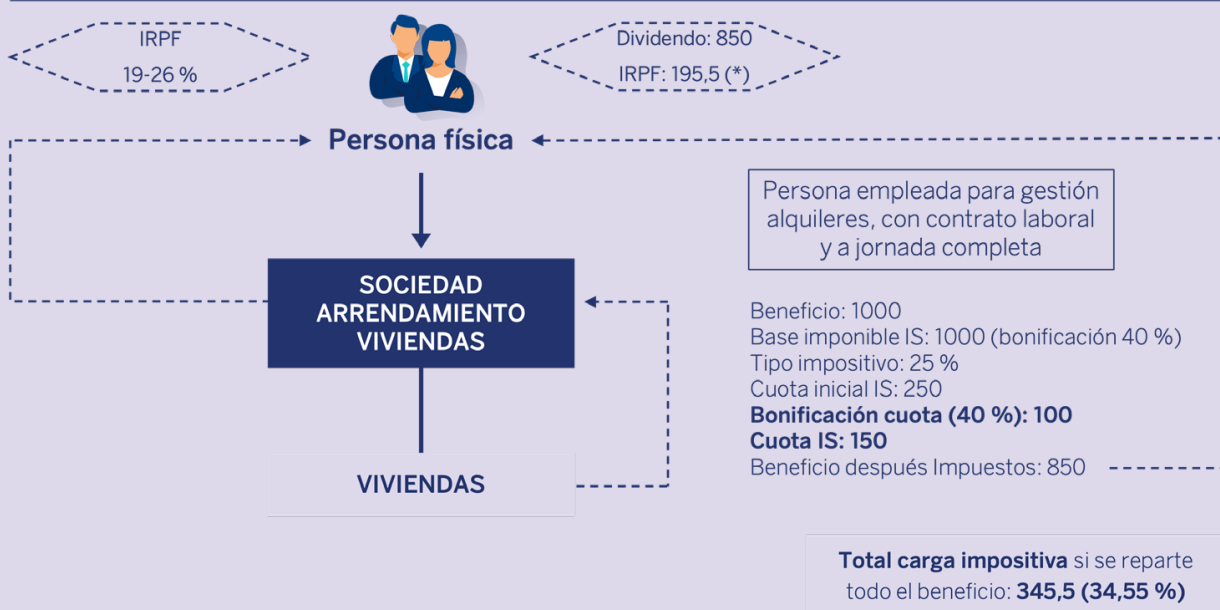 IRPF
19-26 %
Dividendo: 850
IRPF: 195,5 (*)
Persona física
Persona empleada para gestión
alquileres, con contrato laboral
y a jornada completa
SOCIEDAD
ARRENDAMIENTO
VIVIENDAS
VIVIENDAS
Beneficio: 1000
Base imponible IS: 1000 (bonificación 40 %)
Tipo impositivo: 25 %
Cuota inicial IS: 250
Bonificación cuota (40 %): 100
Cuota IS: 150
Beneficio después Impuestos: 850
Total carga impositiva si se reparte
todo el beneficio: 345,5 (34,55 %)